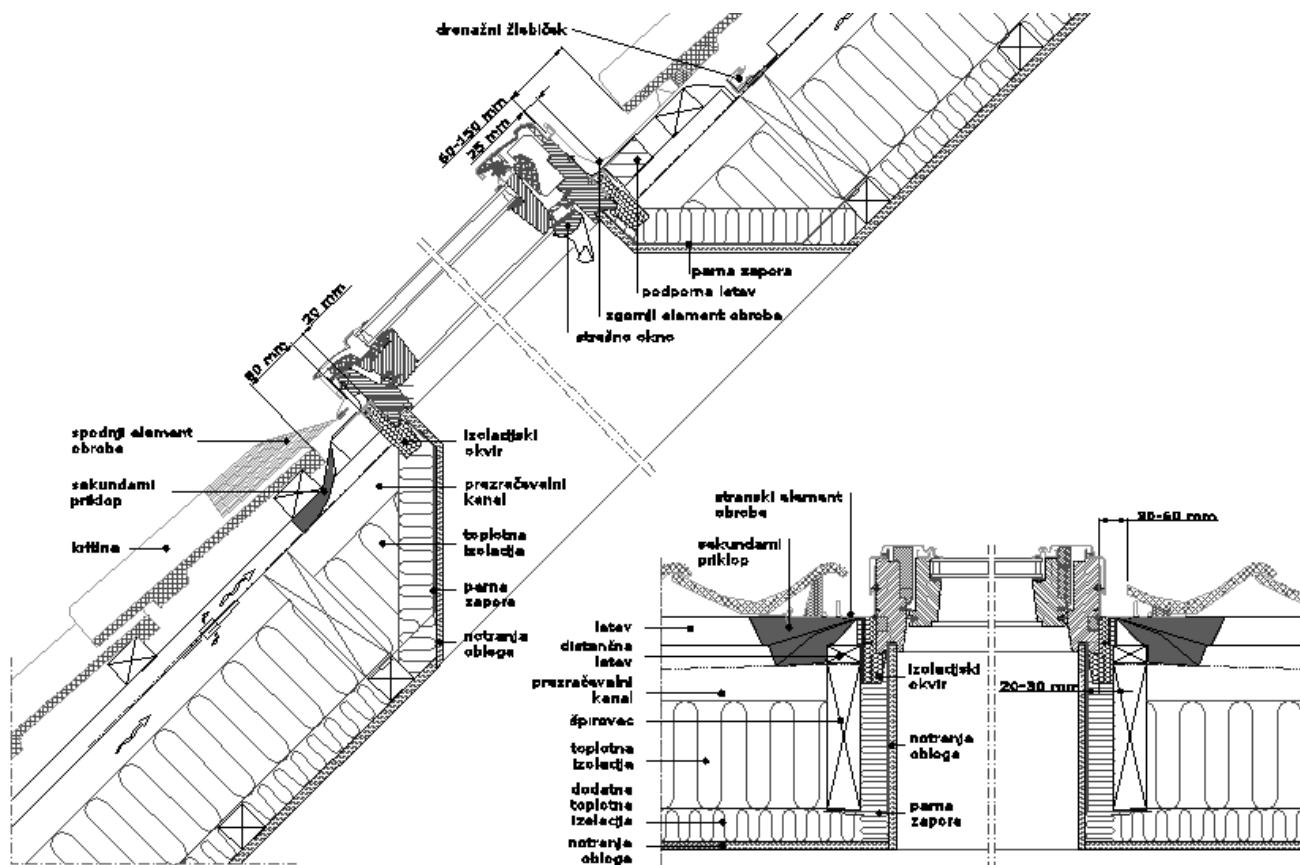 drenažni žlebiček
60-150 mm
25 mm
parna zapora
podporna letev
zgornji element obrobe
strešno okno
20 mm
80 mm
spodnji element
obrobe
sekundarni
priklop
kritina
izolacijski
okvir
prezračevalni
kanal
toplotna
izolacija
parna
zapora
notranja
obloga
stranski element
obrobe
sekundarni
priklop
30-60 mm
letev
distančna
letev
prezračevalni
kanal
špirovec
toplotna
izolacija
dodatna
toplotna
izolacija
notranja
obloga
izolacijski
okvir
20-30 mm
notranja
obloga
parna
zapora